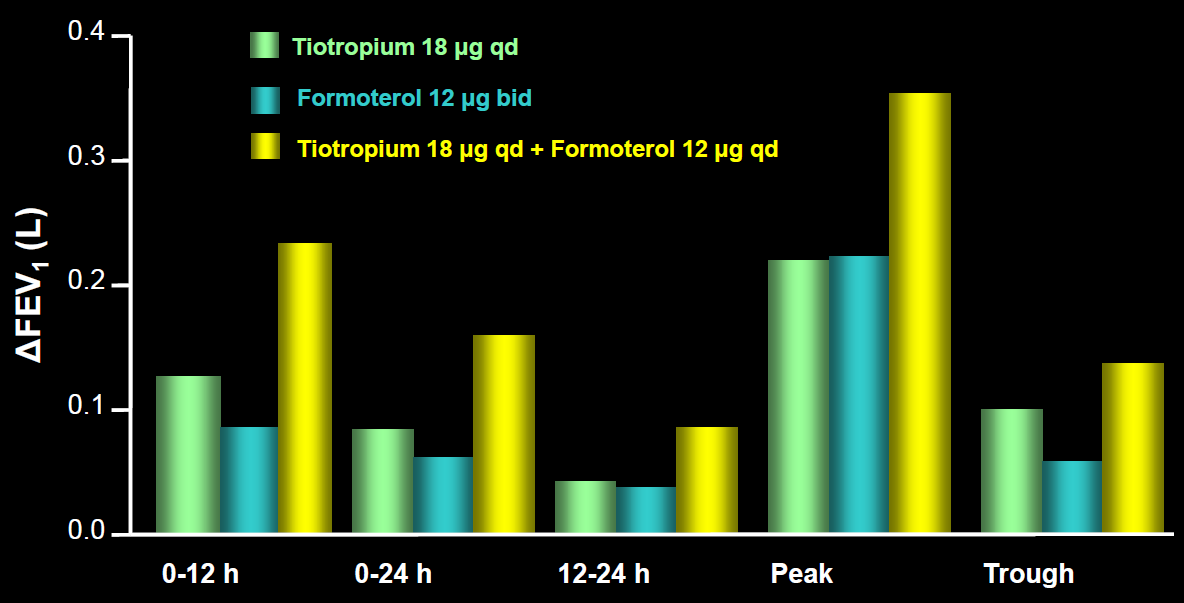 0.4
0.3
0.2
0.1
0.0
ΔFEV₁ (L)
Tiotropium 18 µg qd
Formoterol 12 µg bid
Tiotropium 18 µg qd + Formoterol 12 µg qd
0-12 h
0-24 h
12-24 h
Peak
Trough